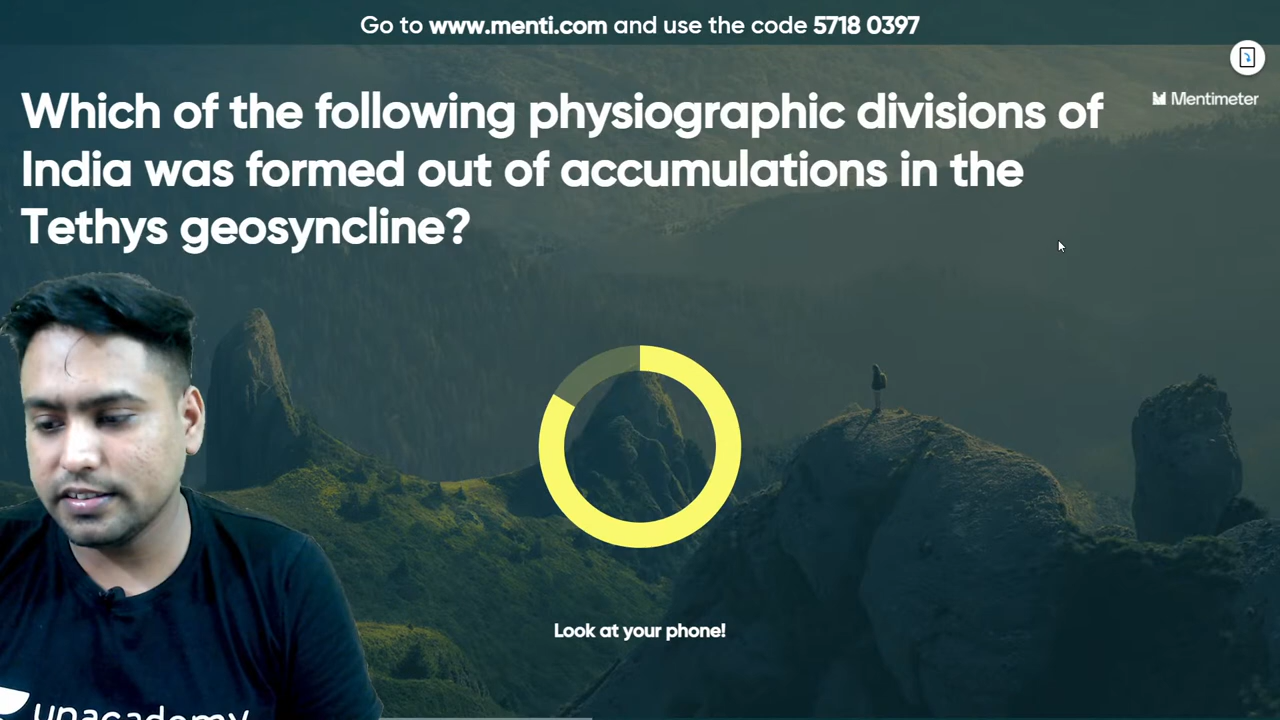 Go to www.menti.com and use the code 5718 0397
Mentimeter
Which of the following physiographic divisions of
India was formed out of accumulations in the
Tethys geosyncline?
Look at your phone!
unacademy